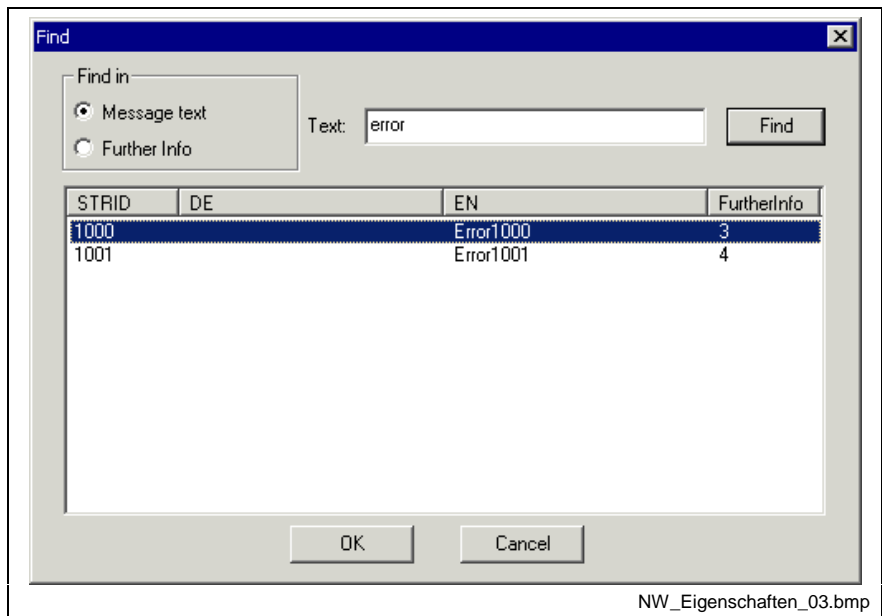 Find
Find in
Message text
Further Info
Text: error Find
STRID DE EN FurtherInfo
1000 Error1000 3
1001 Error1001 4
OK Cancel
NW_Eigenschaften_03.bmp